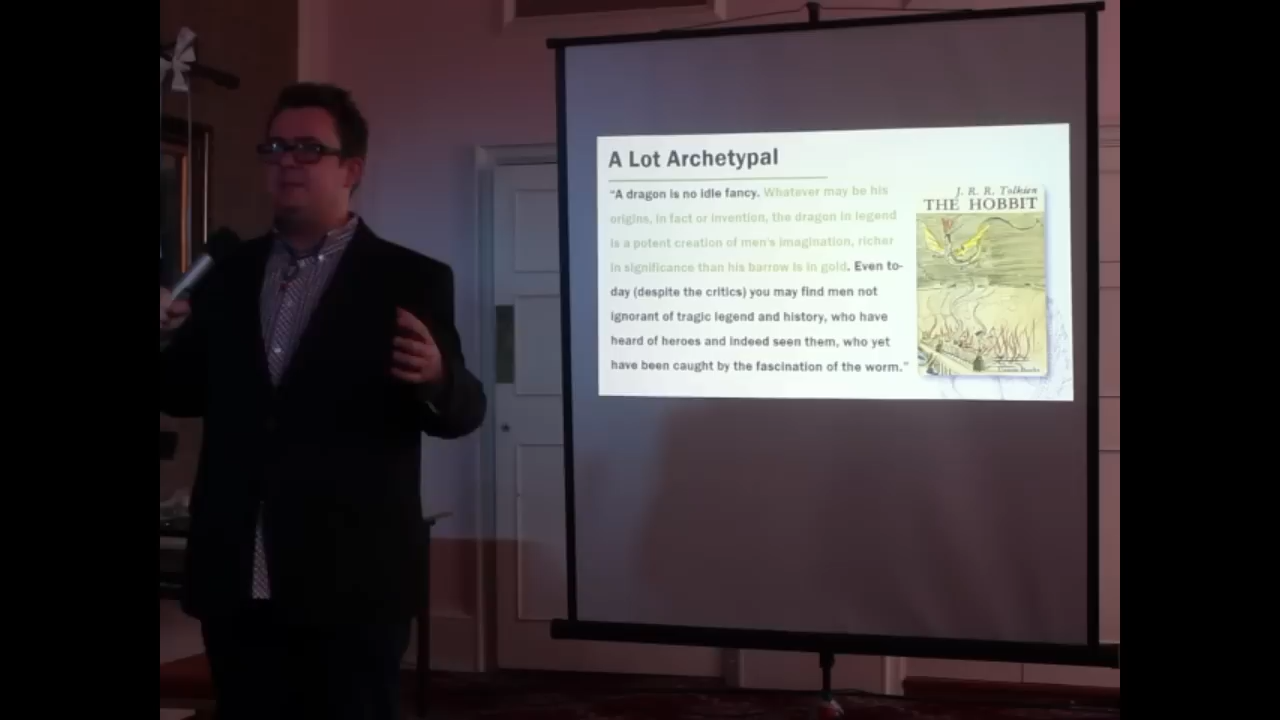 A Lot Archetypal
"A dragon is no idle fancy. Whatever may be his
origins, in fact or invention, the dragon in legend
is a potent creation of men's imagination, richer
in significance than his barrow is in gold. Even to-
day (despite the critics) you may find men not
ignorant of tragic legend and history, who have
heard of heroes and indeed seen them, who yet
have been caught by the fascination of the worm."
J. R. R. Tolkien
THE HOBBIT